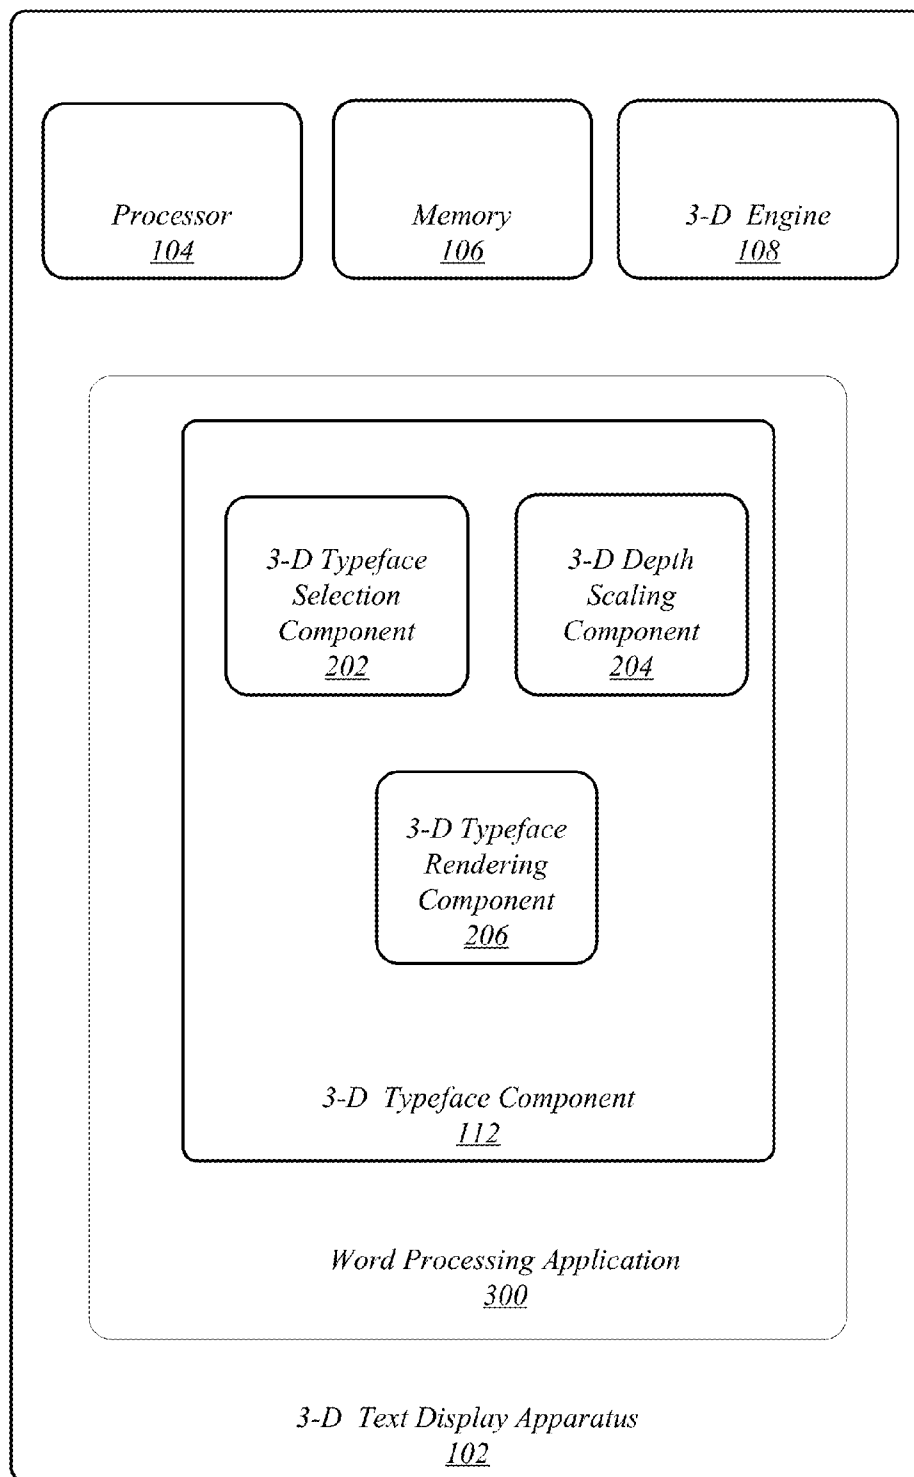 Processor
104
Memory
106
3-D Engine
108
3-D Typeface
Selection
Component
202
3-D Depth
Scaling
Component
204
3-D Typeface
Rendering
Component
206
3-D Typeface Component
112
Word Processing Application
300
3-D Text Display Apparatus
102